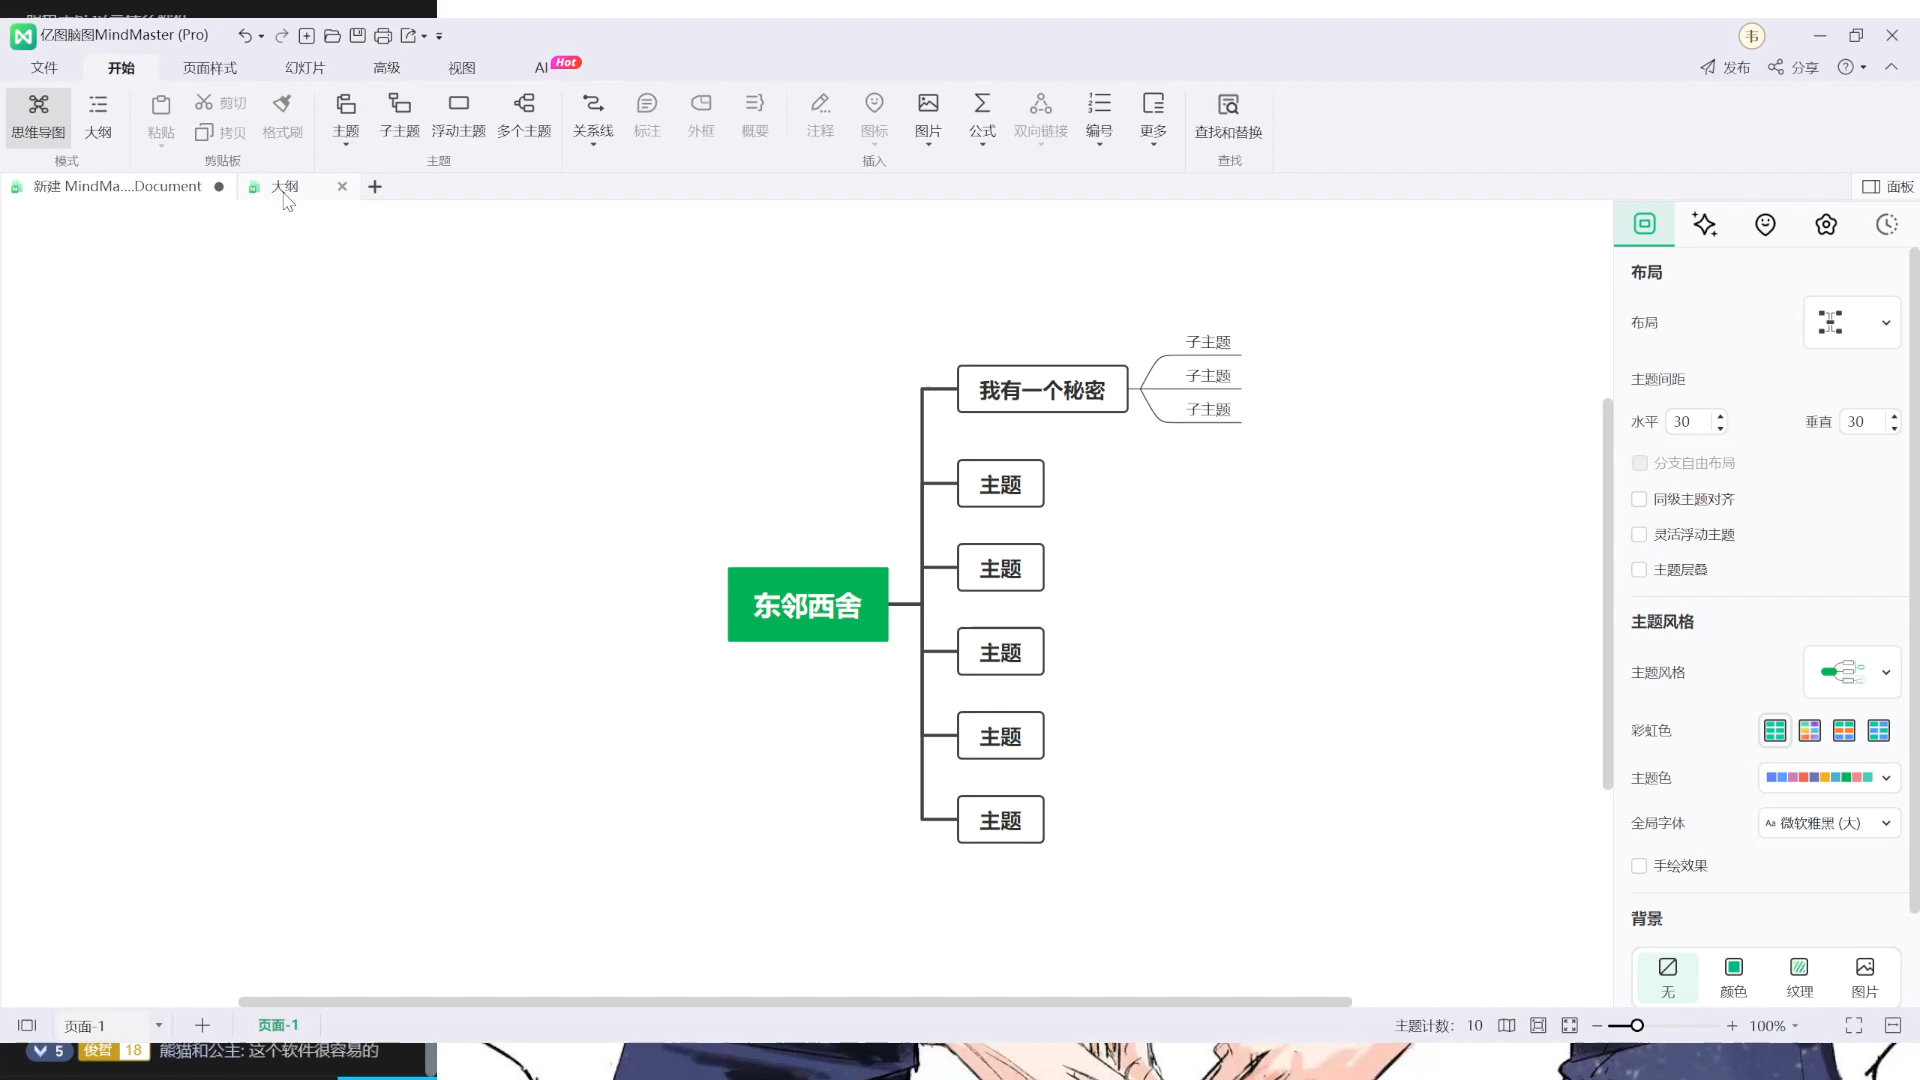 亿图脑图MindMaster (Pro)
韦
文件 开始 页面样式 幻灯片 高级 视图 AI Hot
发布 分享
思维导图 大纲 粘贴 剪切 拷贝 格式刷 主题 子主题 浮动主题 多个主题 关系线 标注 外框 概要 注释 图标 图片 公式 双向链接 编号 更多 查找和替换
模式 剪贴板 主题 插入 查找
新建 MindMa....Document 大纲 面板
布局
布局
主题间距
水平 30 垂直 30
分支自由布局
同级主题对齐
灵活浮动主题
主题层叠
主题风格
主题风格
彩虹色
主题色
全局字体 Aa 微软雅黑 (大)
手绘效果
背景
无 颜色 纹理 图片
东邻西舍
我有一个秘密
子主题
子主题
子主题
主题
主题
主题
主题
主题
页面-1 页面-1 主题计数: 10 100%
5 俊哲 18 熊猫和公主: 这个软件很容易的